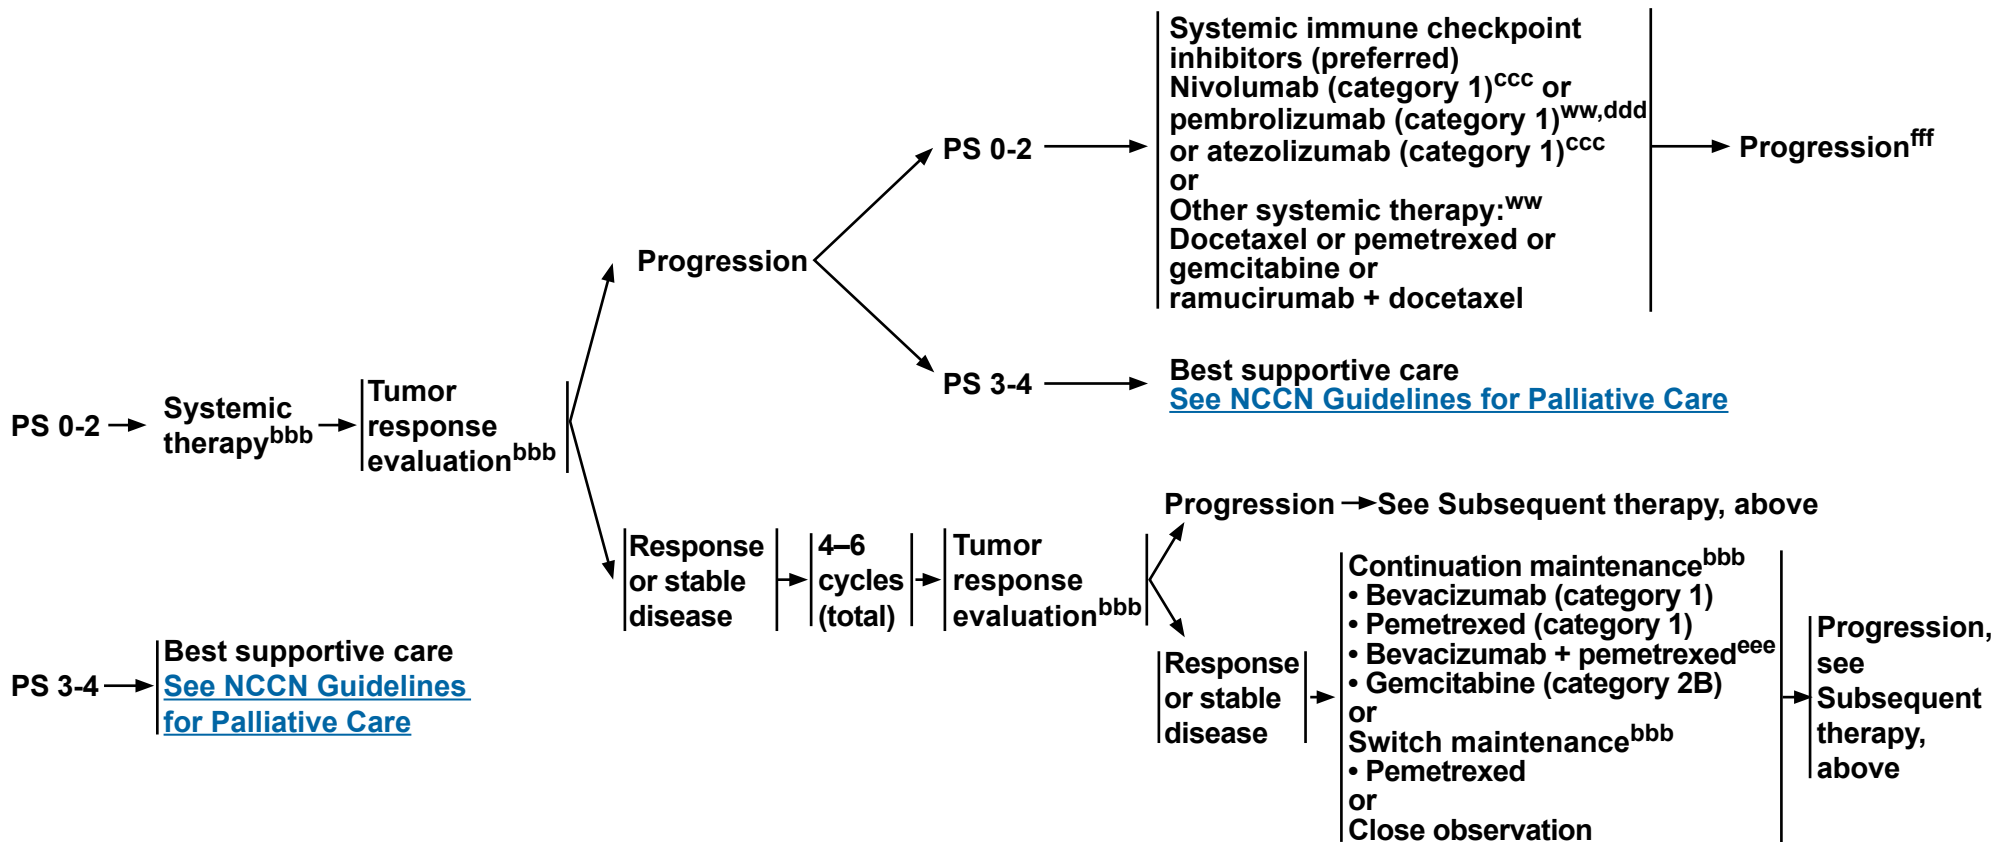 PS 0-2
Systemic
therapybbb
Tumor
response
evaluationbbb
Progression
PS 0-2
Systemic immune checkpoint
inhibitors (preferred)
Nivolumab (category 1)ccc or
pembrolizumab (category 1)ww,ddd
or atezolizumab (category 1)ccc
or
Other systemic therapy:ww
Docetaxel or pemetrexed or
gemcitabine or
ramucirumab + docetaxel
Progressionfff
PS 3-4
Best supportive care
See NCCN Guidelines for Palliative Care
Response
or stable
disease
4–6
cycles
(total)
Tumor
response
evaluationbbb
Progression
See Subsequent therapy, above
Response
or stable
disease
Continuation maintenancebbb
• Bevacizumab (category 1)
• Pemetrexed (category 1)
• Bevacizumab + pemetrexedeee
• Gemcitabine (category 2B)
or
Switch maintenancebbb
• Pemetrexed
or
Close observation
Progression,
see
Subsequent
therapy,
above
PS 3-4
Best supportive care
See NCCN Guidelines
for Palliative Care